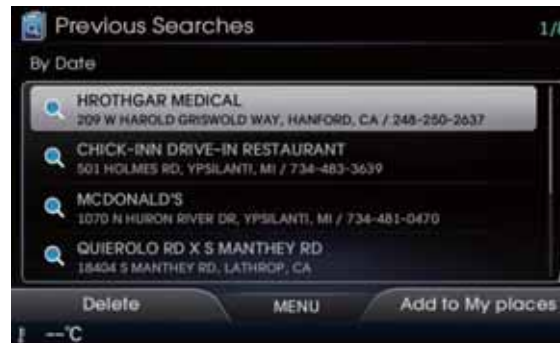 Previous Searches
By Date
HROTHGAR MEDICAL
209 W HAROLD GRISWOLD WAY, HANFORD, CA / 248-250-2637
CHICK-INN DRIVE-IN RESTAURANT
501 HOLMES RD, YPSILANTI, MI / 734-483-3639
MCDONALD'S
1070 N HURON RIVER DR, YPSILANTI, MI / 734-481-0470
QUIEROLO RD X S MANTHEY RD
18404 S MANTHEY RD, LATHROP, CA
Delete MENU Add to My places
--°C